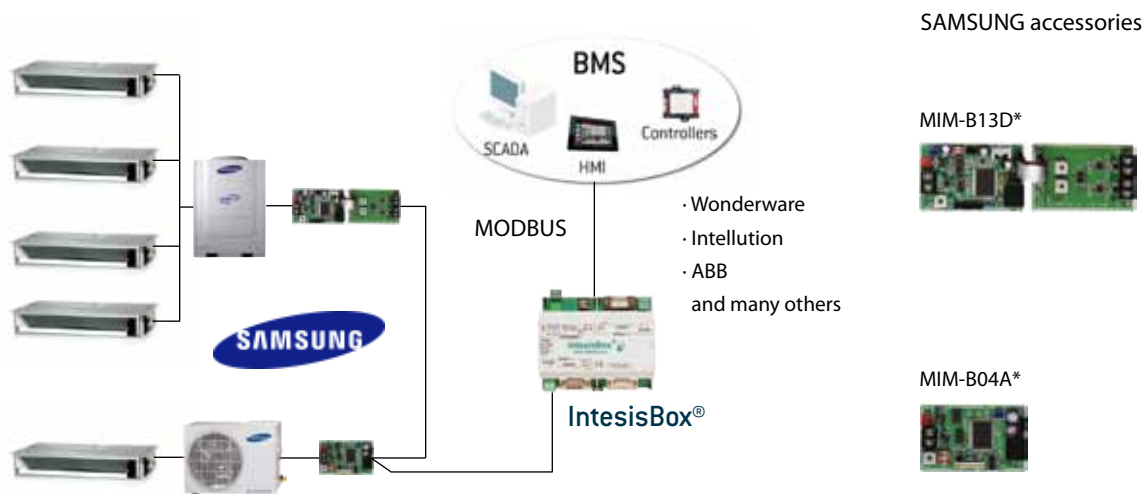 SAMSUNG accessories
BMS
SCADA
HMI
Controllers
MIM-B13D*
MODBUS
· Wonderware
· Intellution
· ABB
and many others
SAMSUNG
IntesisBox®
IntesisBox®
MIM-B04A*